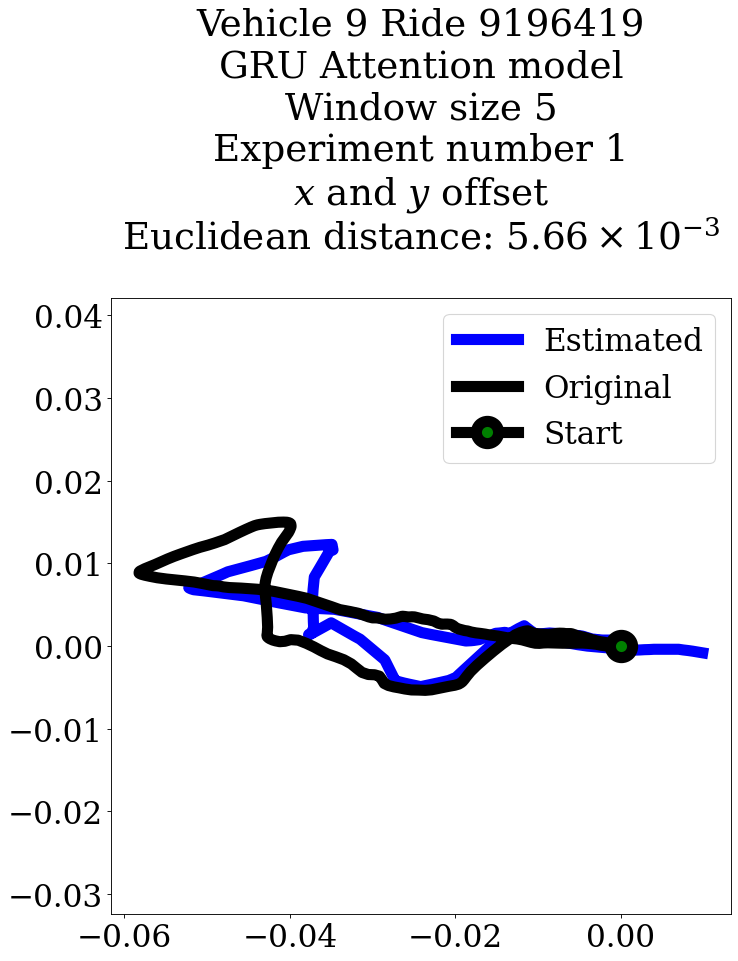 Vehicle 9 Ride 9196419
GRU Attention model
Window size 5
Experiment number 1
x and y offset
Euclidean distance: 5.66 × 10⁻³
Estimated
Original
Start
0.04
0.03
0.02
0.01
0.00
−0.01
−0.02
−0.03
−0.06 −0.04 −0.02 0.00